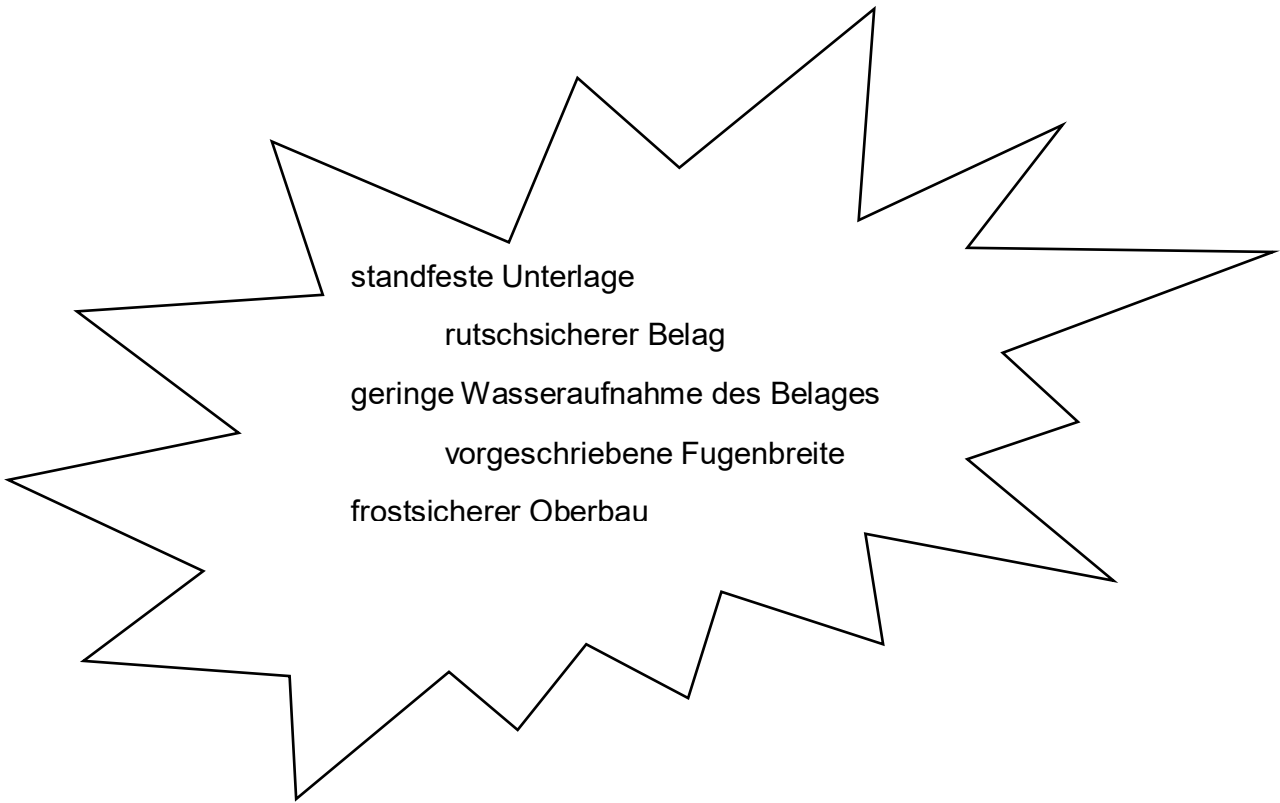 standfeste Unterlage
rutschsicherer Belag
geringe Wasseraufnahme des Belages
vorgeschriebene Fugenbreite
frostsicherer Oberbau